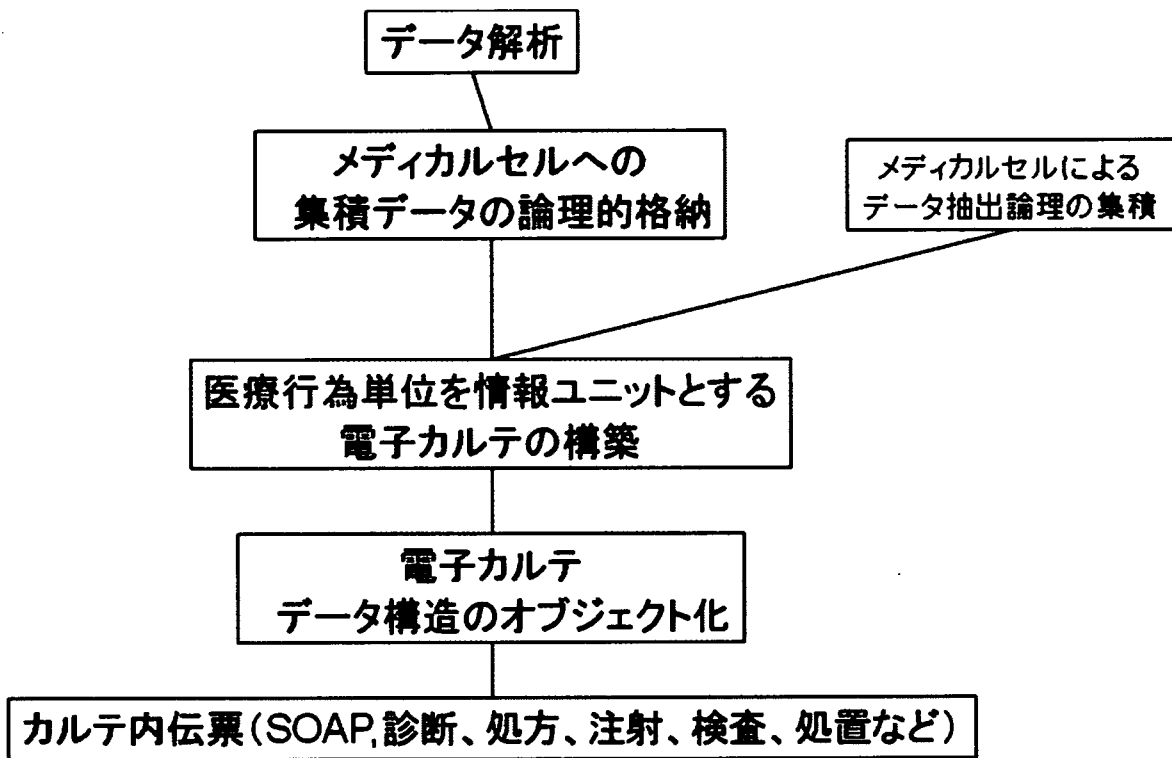 データ解析
メディカルセルへの
集積データの論理的格納
メディカルセルによる
データ抽出論理の集積
医療行為単位を情報ユニットとする
電子カルテの構築
電子カルテ
データ構造のオブジェクト化
カルテ内伝票(SOAP,診断、処方、注射、検査、処置など)